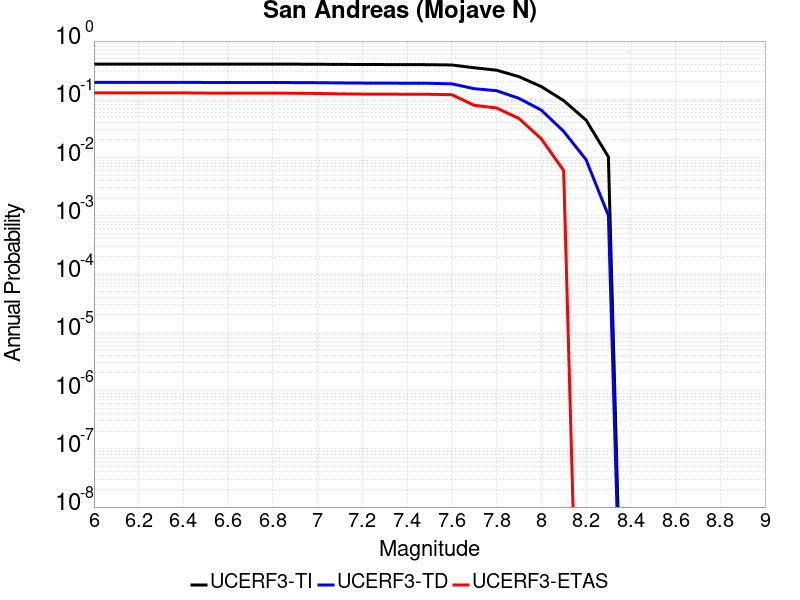 San Andreas (Mojave N)
10^0
10^-1
10^-2
10^-3
10^-4
10^-5
10^-6
10^-7
10^-8
Annual Probability
6 6.2 6.4 6.6 6.8 7 7.2 7.4 7.6 7.8 8 8.2 8.4 8.6 8.8 9
Magnitude
UCERF3-TI UCERF3-TD UCERF3-ETAS